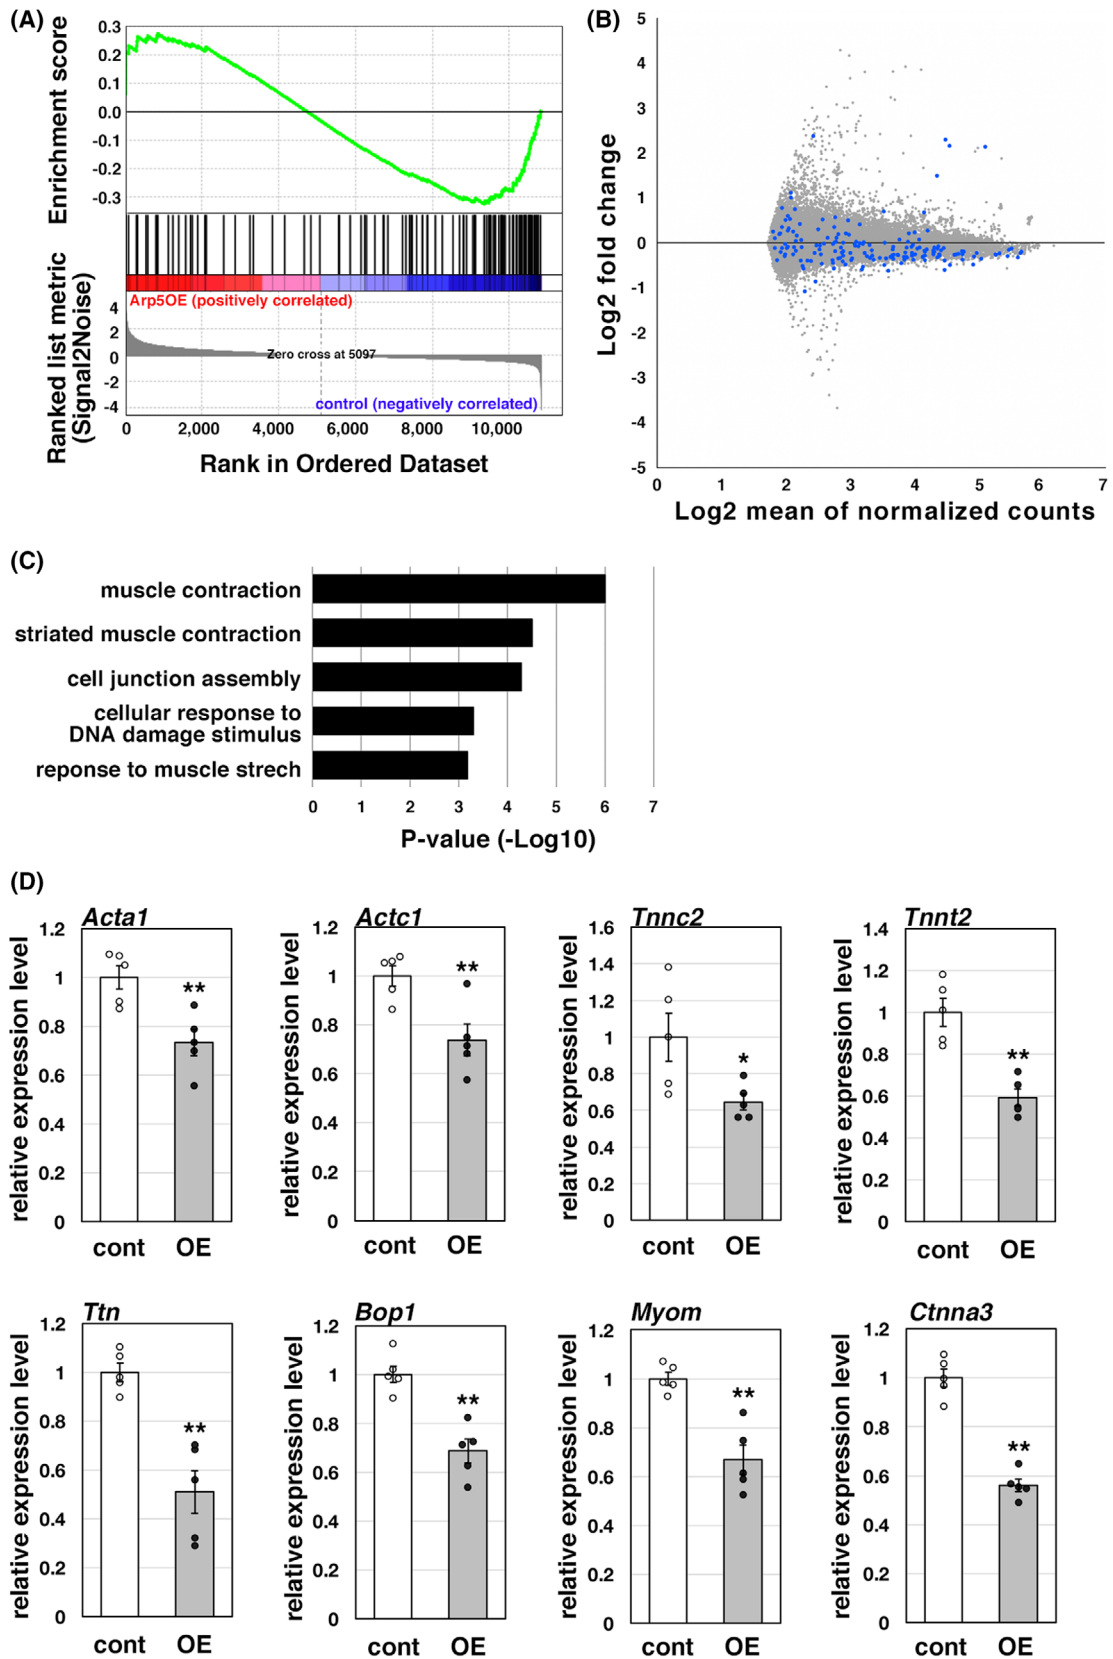 (A)
Enrichment score
0.3
0.2
0.1
0.0
-0.1
-0.2
-0.3
Arp5OE (positively correlated)
Ranked list metric
(Signal2Noise)
4
2
0
-2
-4
Zero cross at 5097
control (negatively correlated)
0
2,000
4,000
6,000
8,000
10,000
Rank in Ordered Dataset
(B)
Log2 fold change
5
4
3
2
1
0
-1
-2
-3
-4
-5
0
1
2
3
4
5
6
7
Log2 mean of normalized counts
(C)
muscle contraction
striated muscle contraction
cell junction assembly
cellular response to
DNA damage stimulus
reponse to muscle strech
0
1
2
3
4
5
6
7
P-value (-Log10)
(D)
Acta1
relative expression level
1.2
1
0.8
0.6
0.4
0.2
0
**
cont
OE
Actc1
relative expression level
1.2
1
0.8
0.6
0.4
0.2
0
**
cont
OE
Tnnc2
relative expression level
1.6
1.4
1.2
1
0.8
0.6
0.4
0.2
0
*
cont
OE
Tnnt2
relative expression level
1.4
1.2
1
0.8
0.6
0.4
0.2
0
**
cont
OE
Ttn
relative expression level
1.2
1
0.8
0.6
0.4
0.2
0
**
cont
OE
Bop1
relative expression level
1.2
1
0.8
0.6
0.4
0.2
0
**
cont
OE
Myom
relative expression level
1.2
1
0.8
0.6
0.4
0.2
0
**
cont
OE
Ctnna3
relative expression level
1.2
1
0.8
0.6
0.4
0.2
0
**
cont
OE